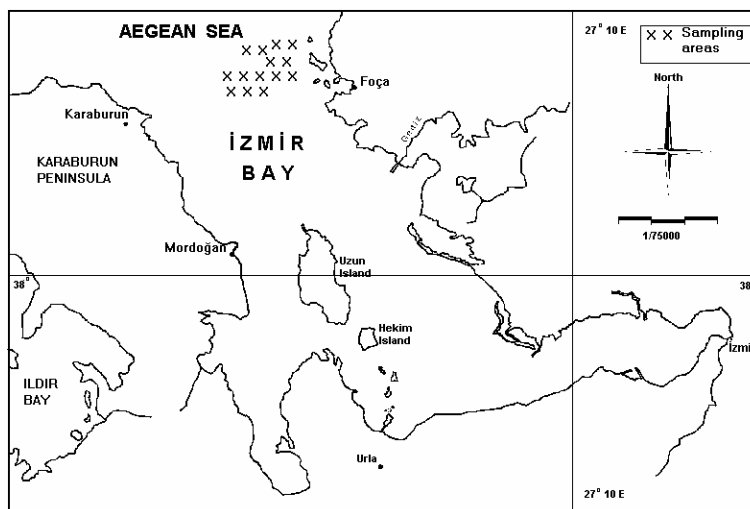 AEGEAN SEA
27° 10 E
X X Sampling
areas
North
Foça
Karaburun
Gediz
İZMİR
BAY
KARABURUN
PENINSULA
1/75000
Mordoğan
Uzun
Island
38°
38
Hekim
Island
İzmi
ILDIR
BAY
Urla
27° 10 E